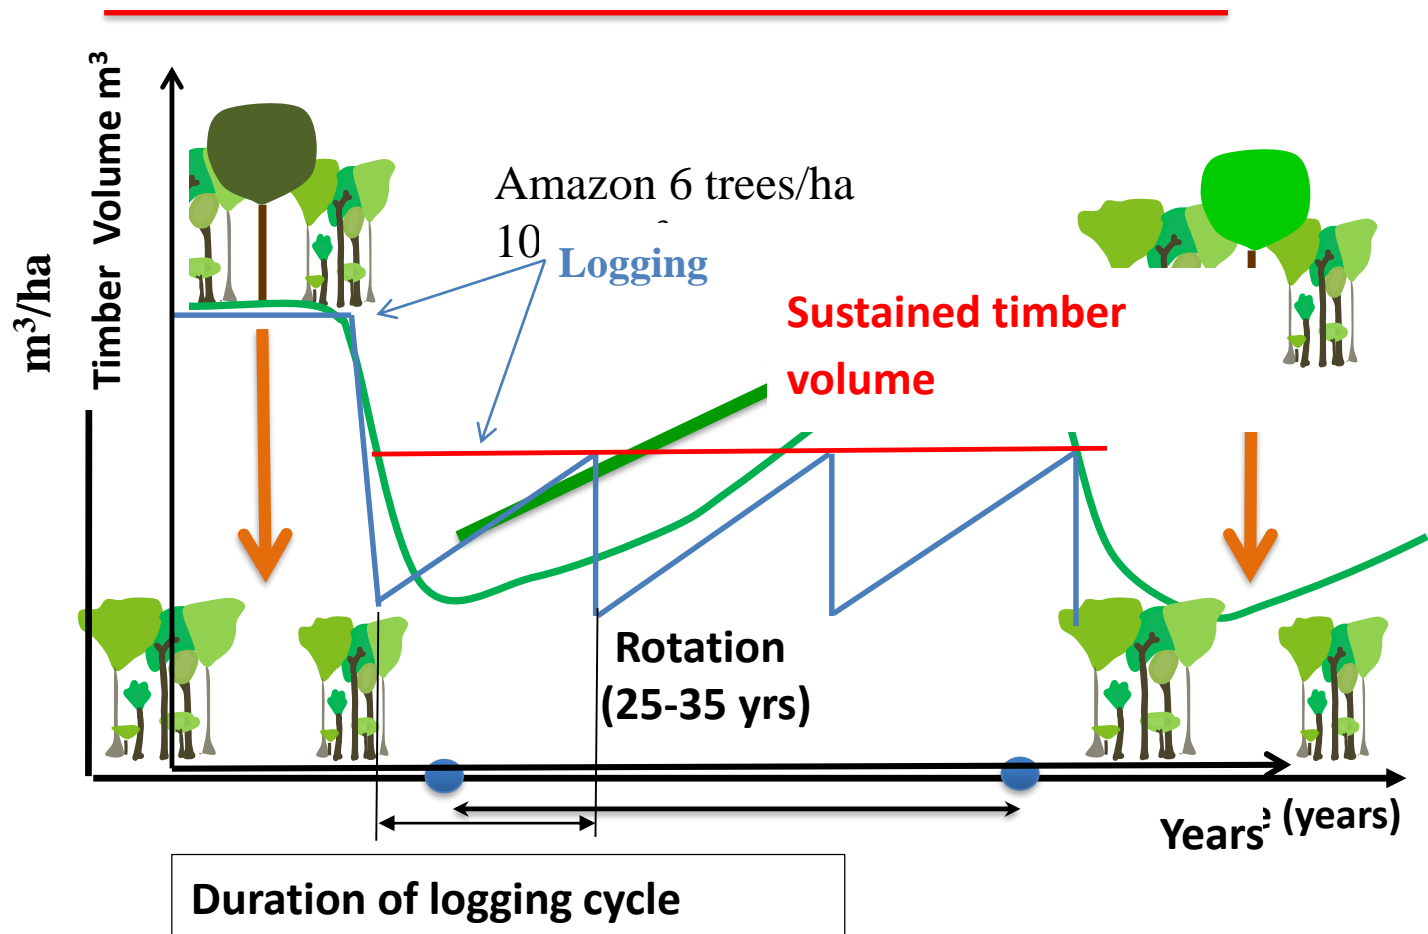 Timber Volume m³
m³/ha
Amazon 6 trees/ha
10
Logging
Sustained timber
volume
Rotation
(25-35 yrs)
(years)
Years
Duration of logging cycle